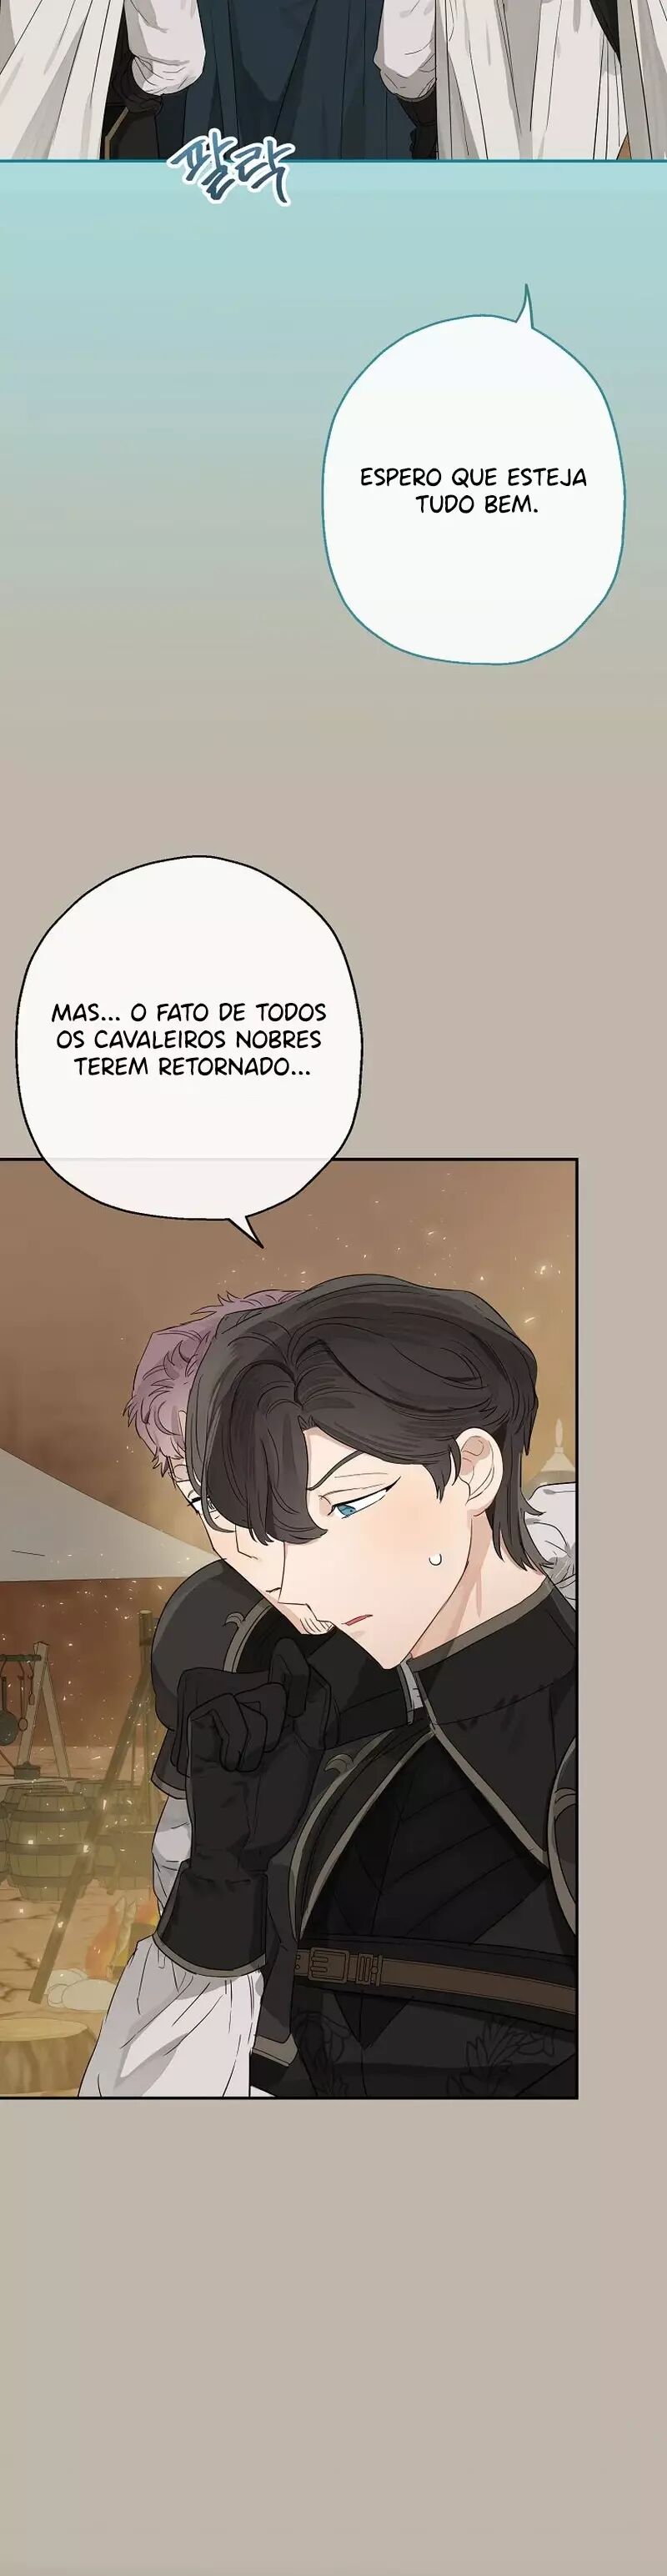 팔락
ESPERO QUE ESTEJA
TUDO BEM.
MAS... O FATO DE TODOS
OS CAVALEIROS NOBRES
TEREM RETORNADO...